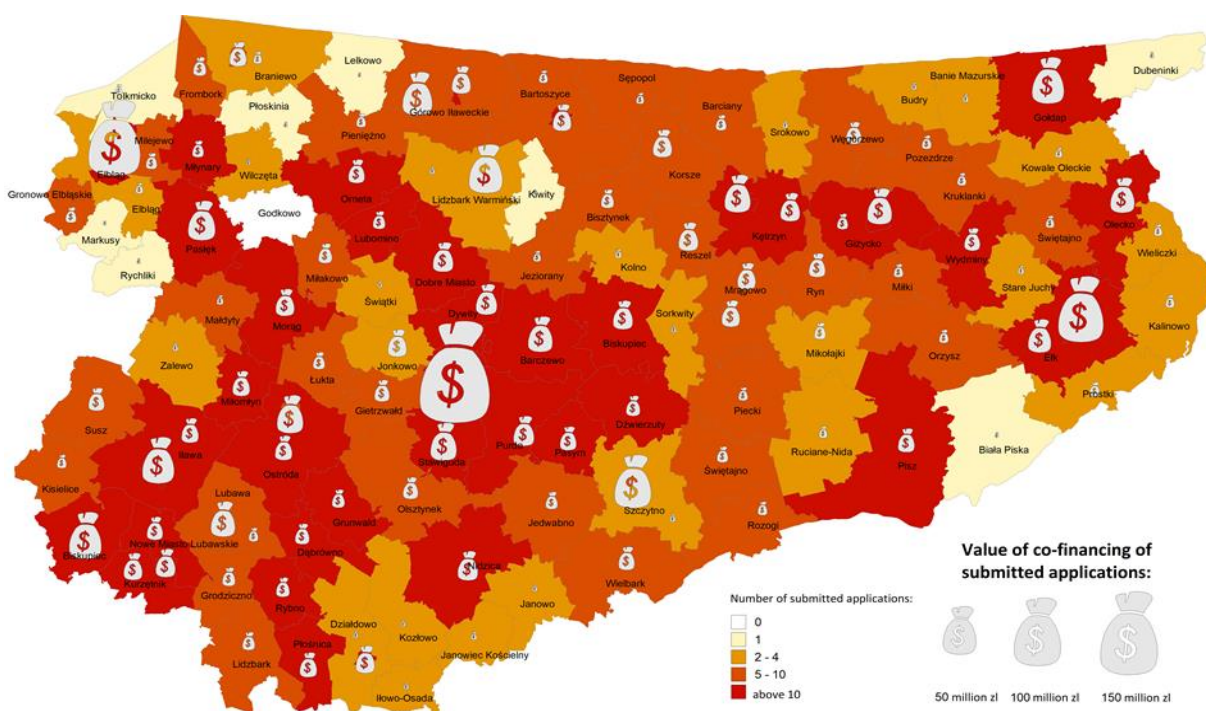 Lelkowo
Dubeninki
Braniewo
Sępopol
Banie Mazurskie
Tolkmicko
Frombork
Płoskinia
Bartoszyce
Barciany
Budry
Gołdap
Górowo Iławeckie
Milejewo
Pieniężno
Srokowo
Węgorzewo
Młynary
Pozezdrze
Elbląg
Wilczęta
Korsze
Kowale Oleckie
Gronowo Elbląskie
Orneta
Lidzbark Warmiński
Kiwity
Kruklanki
Elbląg
Godkowo
Bisztynek
Olecko
Markusy
Pasłęk
Lubomino
Kętrzyn
Giżycko
Świętajno
Wydminy
Wieliczki
Rychliki
Miłakowo
Dobre Miasto
Jeziorany
Kolno
Reszel
Świątki
Mrągowo
Ryn
Miłki
Stare Juchy
Małdyty
Morąg
Dywity
Sorkwity
Kalinowo
Zalewo
Jonkowo
Barczewo
Biskupiec
Mikołajki
Orzysz
Ełk
Łukta
Miłomłyn
Gietrzwałd
Piecki
Prostki
Susz
Dźwierzuty
Iława
Ostróda
Stawiguda
Purda
Pasym
Świętajno
Ruciane-Nida
Pisz
Biała Piska
Kisielice
Lubawa
Olsztynek
Jedwabno
Szczytno
Rozogi
Grunwald
Biskupiec
Nowe Miasto Lubawskie
Dąbrówno
Kurzętnik
Nidzica
Wielbark
Grodziczno
Rybno
Janowo
Działdowo
Kozłowo
Lidzbark
Płośnica
Janowiec Kościelny
Iłowo-Osada
Number of submitted applications:
0
1
2 - 4
5 - 10
above 10
Value of co-financing of
submitted applications:
50 million zl 100 million zl 150 million zl